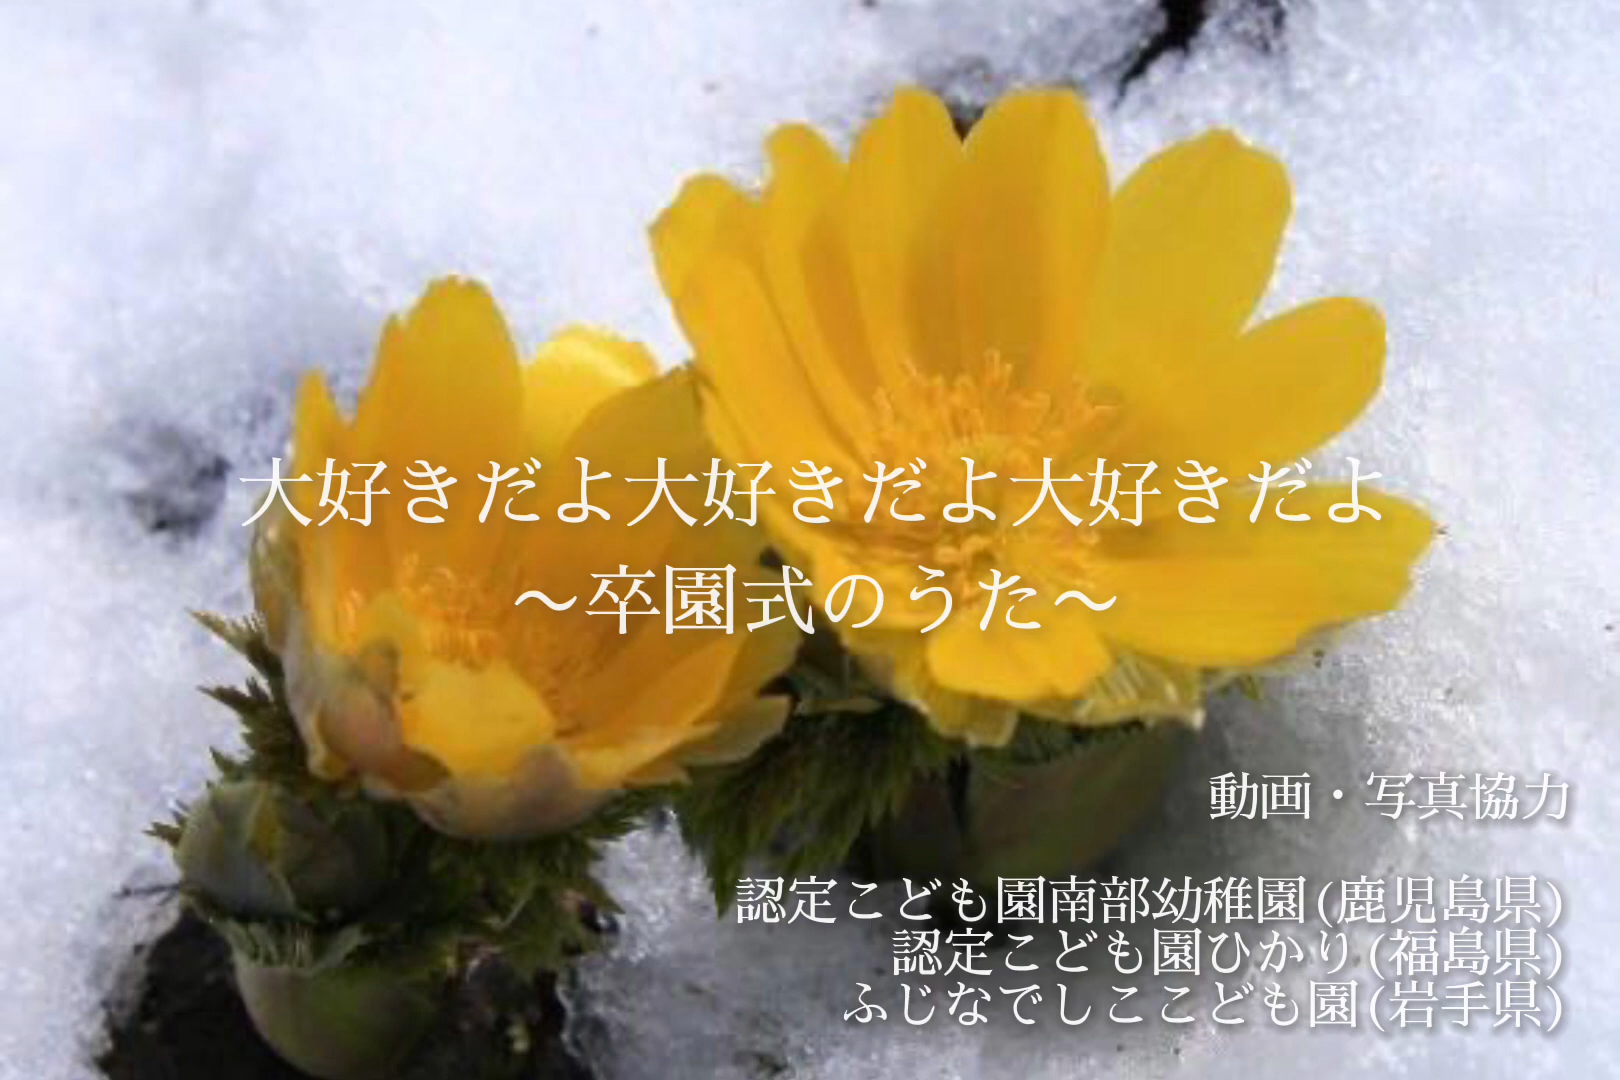 大好きだよ大好きだよ大好きだよ
〜卒園式のうた〜
動画・写真協力
認定こども園南部幼稚園(鹿児島県)
認定こども園ひかり(福島県)
ふじなでしここども園(岩手県)